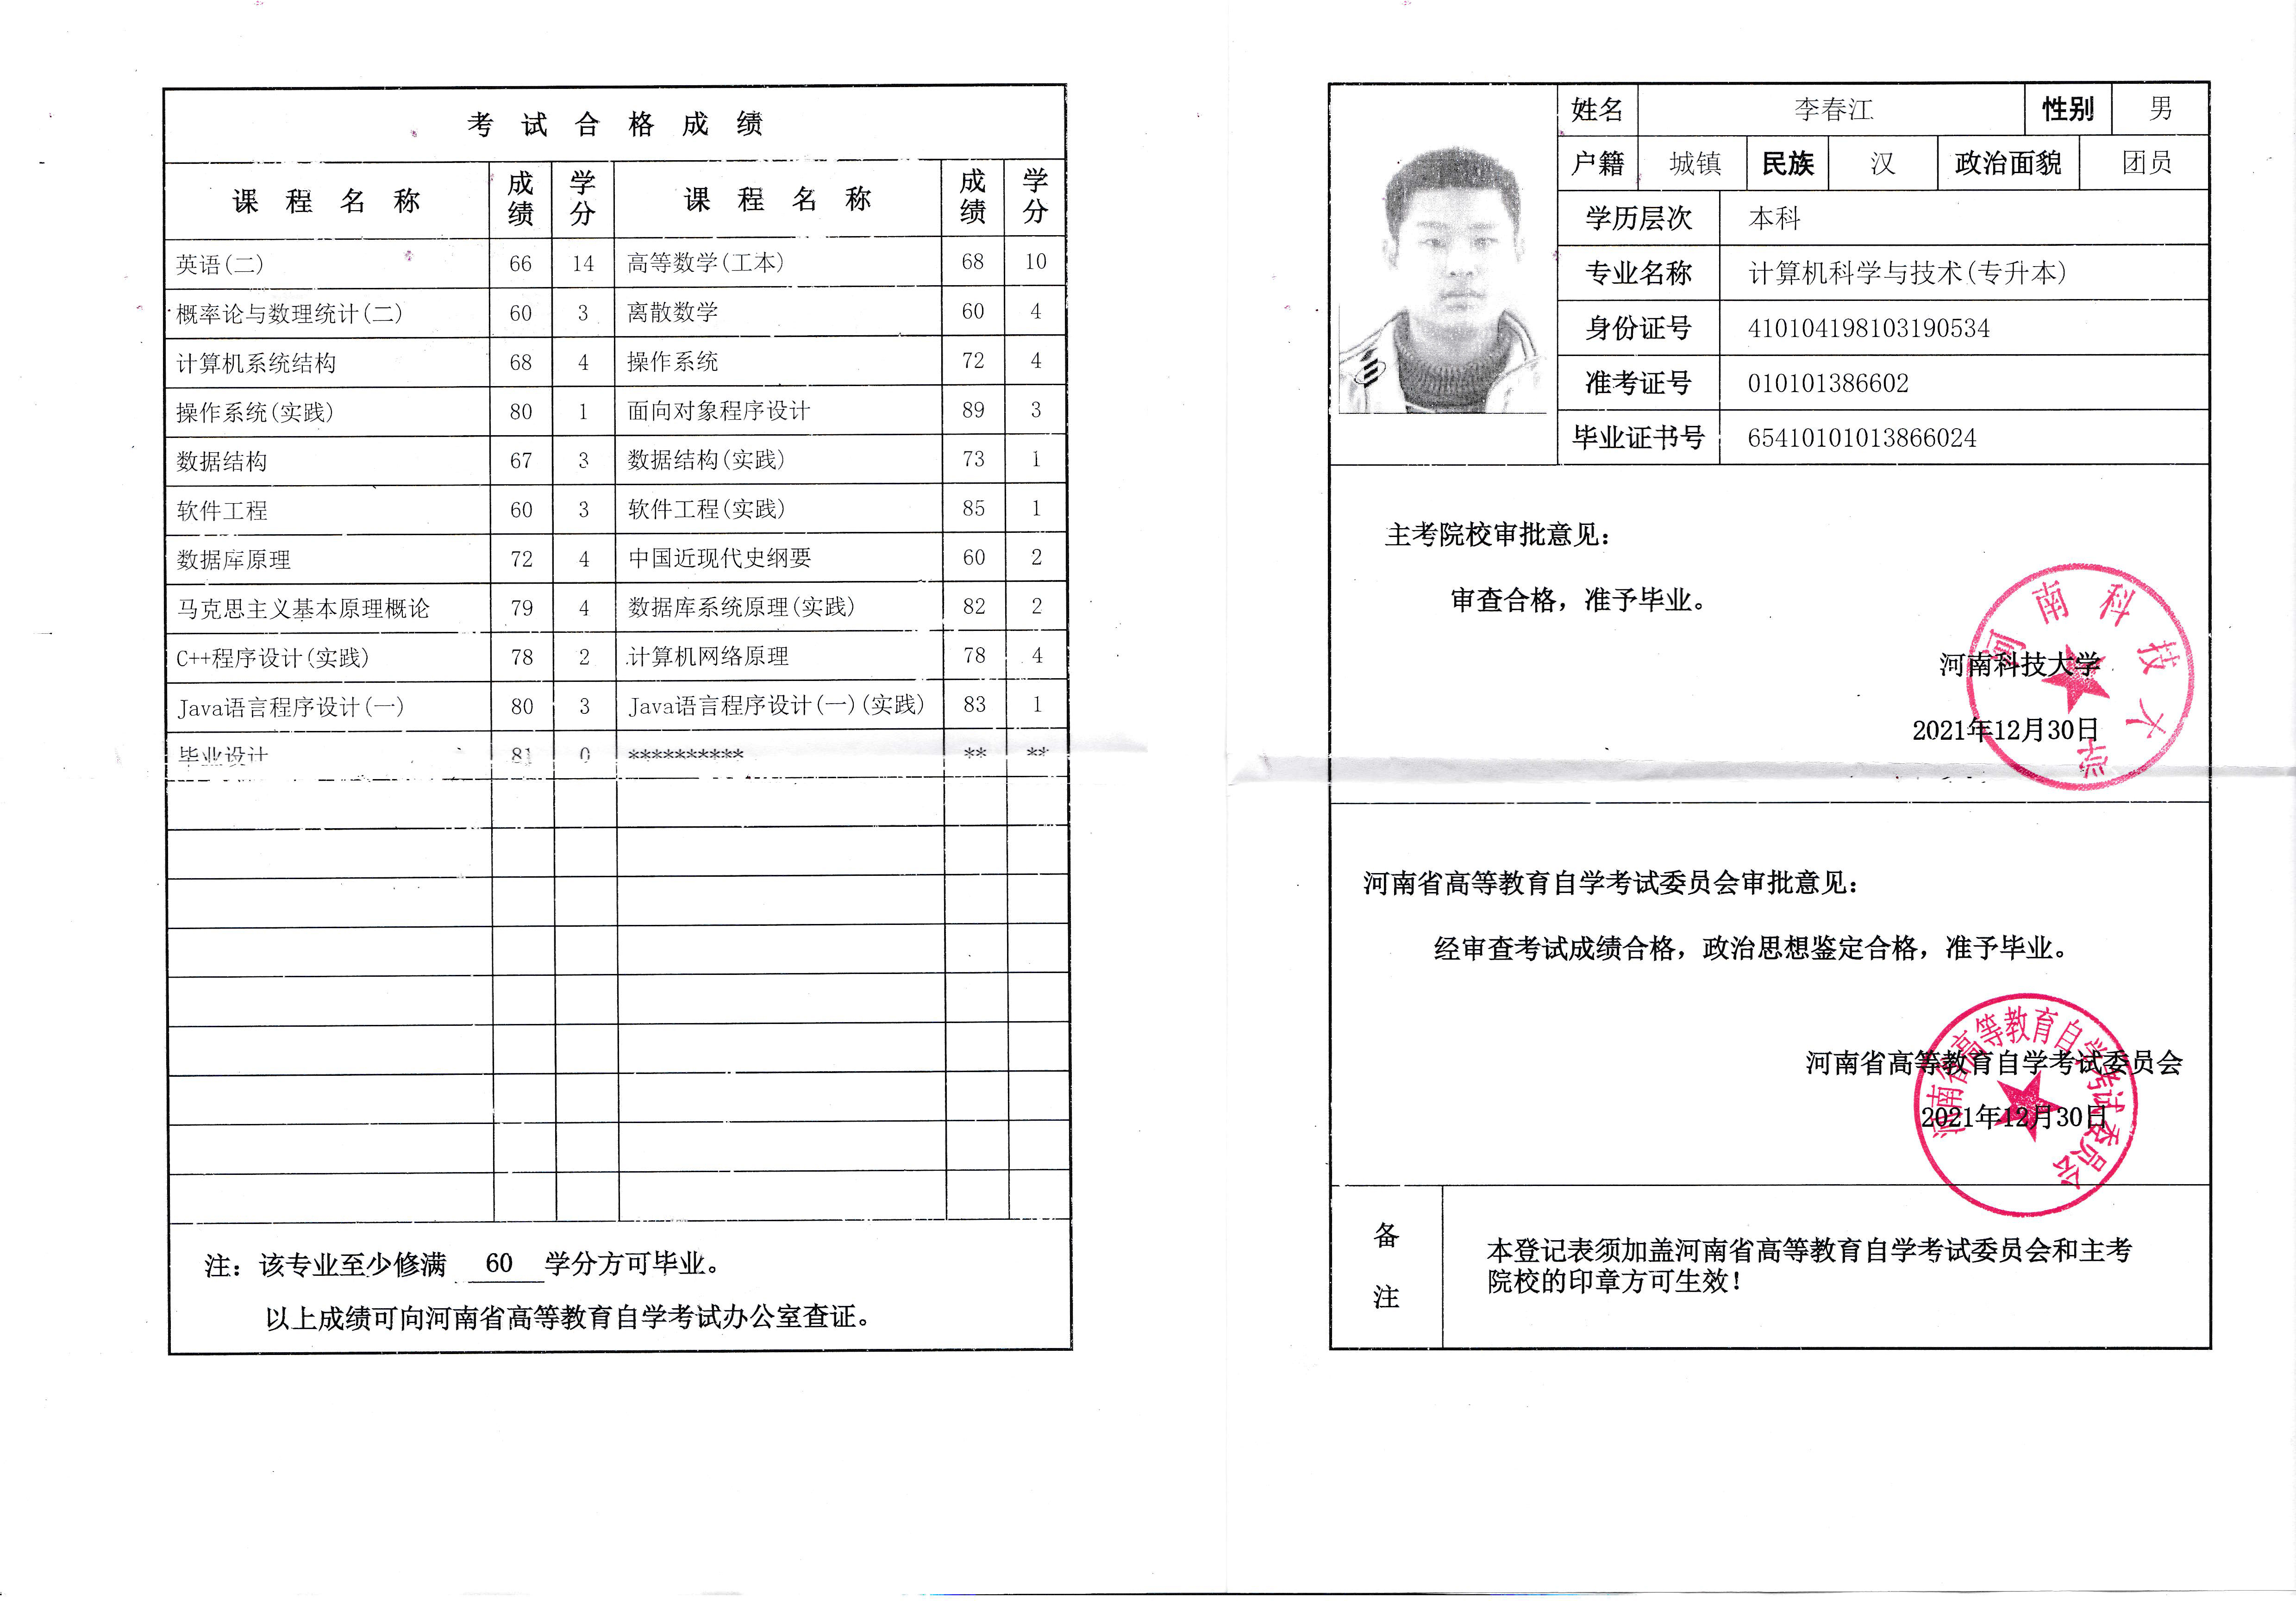 考 试 合 格 成 绩
课 程 名 称 成绩 学分 课 程 名 称 成绩 学分
英语(二) 66 14 高等数学(工本) 68 10
概率论与数理统计(二) 60 3 离散数学 60 4
计算机系统结构 68 4 操作系统 72 4
操作系统(实践) 80 1 面向对象程序设计 89 3
数据结构 67 3 数据结构(实践) 73 1
软件工程 60 3 软件工程(实践) 85 1
数据库原理 72 4 中国近现代史纲要 60 2
马克思主义基本原理概论 79 4 数据库系统原理(实践) 82 2
C++程序设计(实践) 78 2 计算机网络原理 78 4
Java语言程序设计(一) 80 3 Java语言程序设计(一)(实践) 83 1
毕业设计 81 0 ********** ** **
注：该专业至少修满 60 学分方可毕业。
以上成绩可向河南省高等教育自学考试办公室查证。
姓名 李春江 性别 男
户籍 城镇 民族 汉 政治面貌 团员
学历层次 本科
专业名称 计算机科学与技术(专升本)
身份证号 410104198103190534
准考证号 010101386602
毕业证书号 65410101013866024
主考院校审批意见：
审查合格，准予毕业。
河南科技大学
河南科技大学
2021年12月30日
河南省高等教育自学考试委员会审批意见：
经审查考试成绩合格，政治思想鉴定合格，准予毕业。
河南省高等教育自学考试委员会
河南省高等教育自学考试委员会
2021年12月30日
备注
本登记表须加盖河南省高等教育自学考试委员会和主考
院校的印章方可生效！